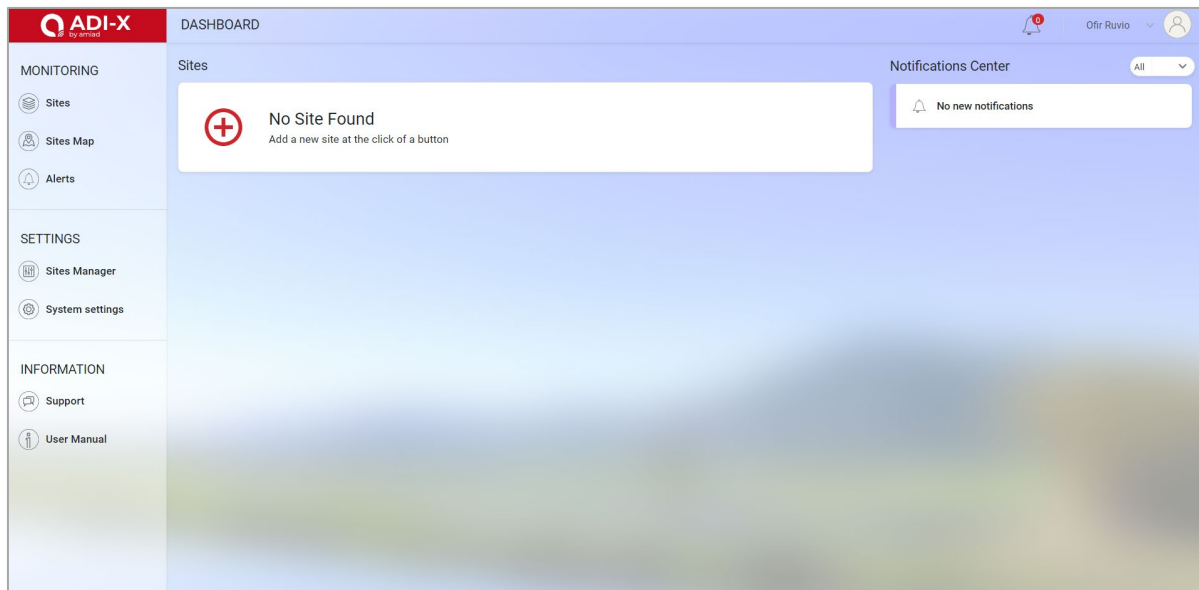 ADI-X
by amiad
DASHBOARD
0
Ofir Ruvio
MONITORING
Sites
Sites Map
Alerts
SETTINGS
Sites Manager
System settings
INFORMATION
Support
User Manual
Sites
No Site Found
Add a new site at the click of a button
Notifications Center
All
No new notifications